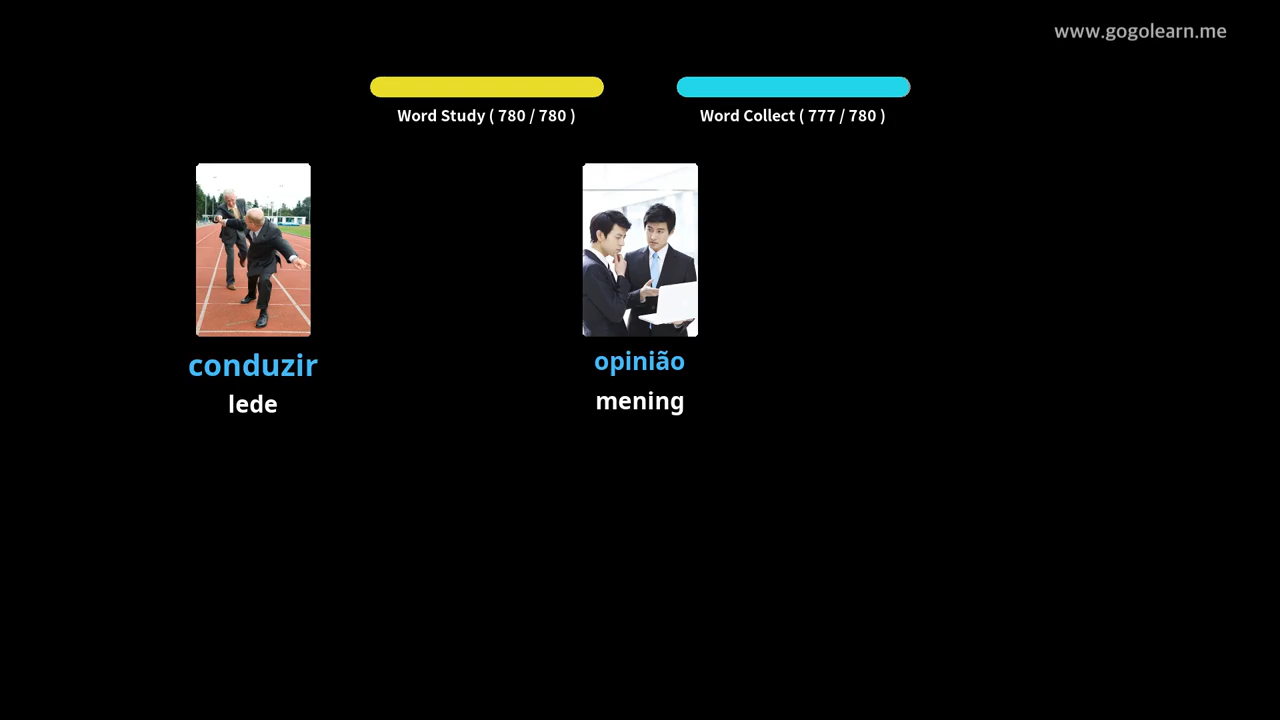 www.gogolearn.me
Word Study ( 780 / 780 )
Word Collect ( 777 / 780 )
conduzir
lede
opinião
mening